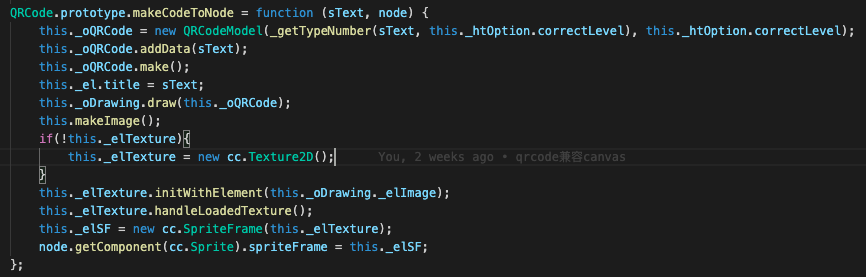 QRCode.prototype.makeCodeToNode = function (sText, node) {
this._oQRCode = new QRCodeModel(_getTypeNumber(sText, this._htOption.correctLevel), this._htOption.correctLevel);
this._oQRCode.addData(sText);
this._oQRCode.make();
this._el.title = sText;
this._oDrawing.draw(this._oQRCode);
this.makeImage();
if(!this._elTexture){
this._elTexture = new cc.Texture2D(); You, 2 weeks ago • qrcode兼容canvas
}
this._elTexture.initWithElement(this._oDrawing._elImage);
this._elTexture.handleLoadedTexture();
this._elSF = new cc.SpriteFrame(this._elTexture);
node.getComponent(cc.Sprite).spriteFrame = this._elSF;
};